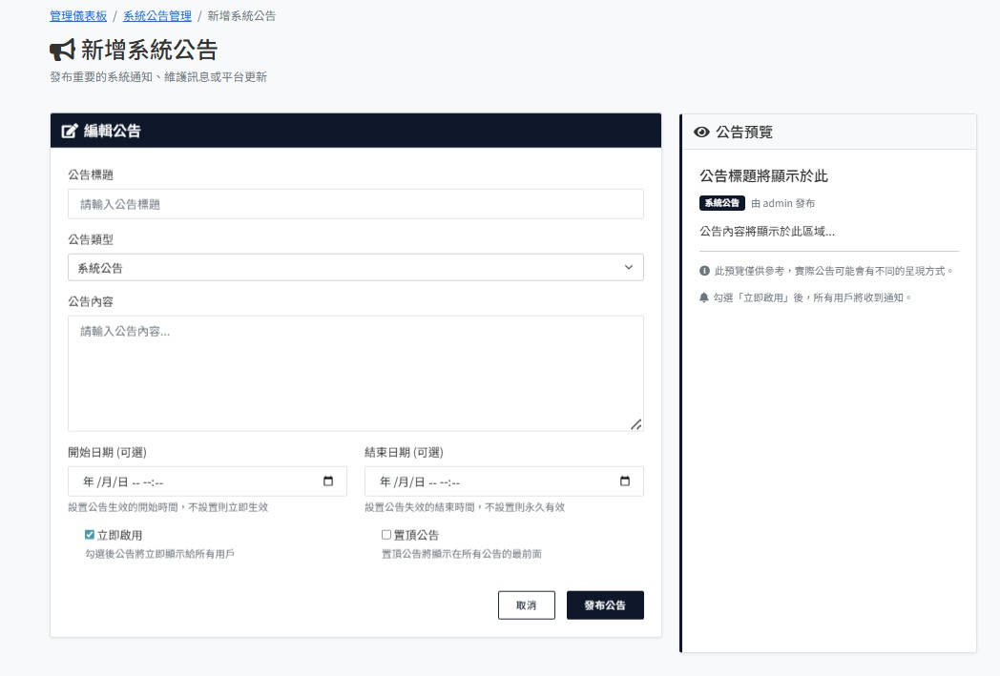 管理儀表板 / 系統公告管理 / 新增系統公告
新增系統公告
發布重要的系統通知、維護訊息或平台更新
編輯公告
公告標題
請輸入公告標題
公告類型
系統公告
公告內容
請輸入公告內容...
開始日期 (可選)
年 /月/日 -- --:--
設置公告生效的開始時間，不設置則立即生效
結束日期 (可選)
年 /月/日 -- --:--
設置公告失效的結束時間，不設置則永久有效
立即啟用
勾選後公告將立即顯示給所有用戶
置頂公告
置頂公告將顯示在所有公告的最前面
取消
發布公告
公告預覽
公告標題將顯示於此
系統公告 由 admin 發布
公告內容將顯示於此區域...
此預覽僅供參考，實際公告可能會有不同的呈現方式。
勾選「立即啟用」後，所有用戶將收到通知。